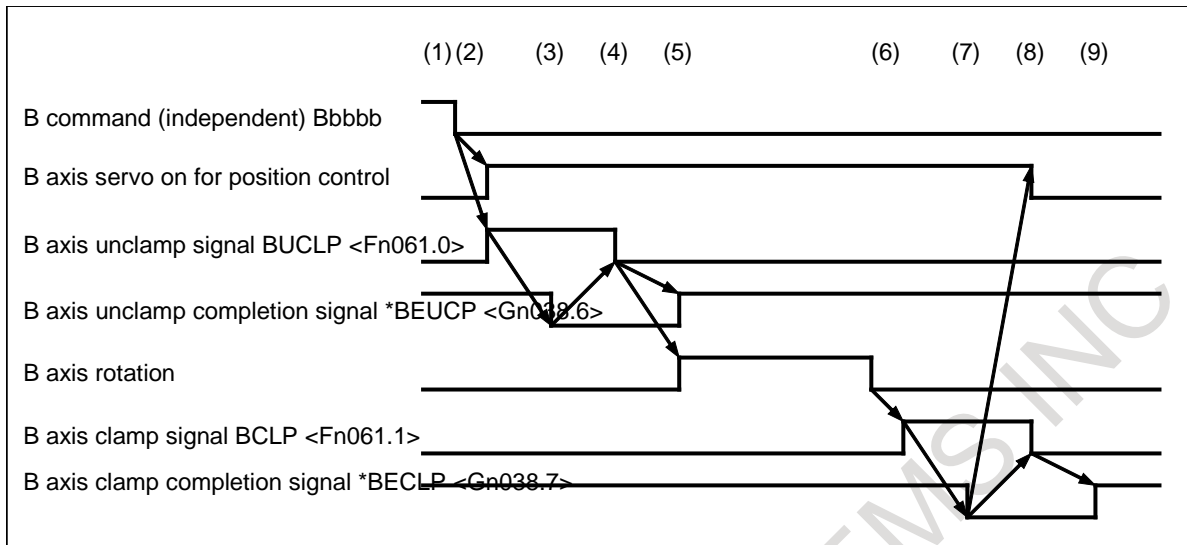 (1) (2) (3) (4) (5) (6) (7) (8) (9)
B command (independent) Bbbbb
B axis servo on for position control
B axis unclamp signal BUCLP <Fn061.0>
B axis unclamp completion signal *BEUCP <Gn038.6>
B axis rotation
B axis clamp signal BCLP <Fn061.1>
B axis clamp completion signal *BECLP <Gn038.7>
EMS INC